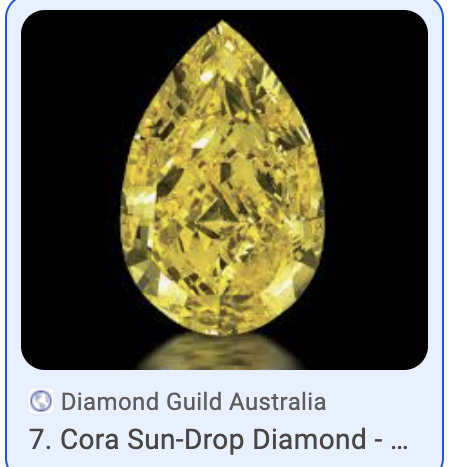 Diamond Guild Australia
7. Cora Sun-Drop Diamond - ...